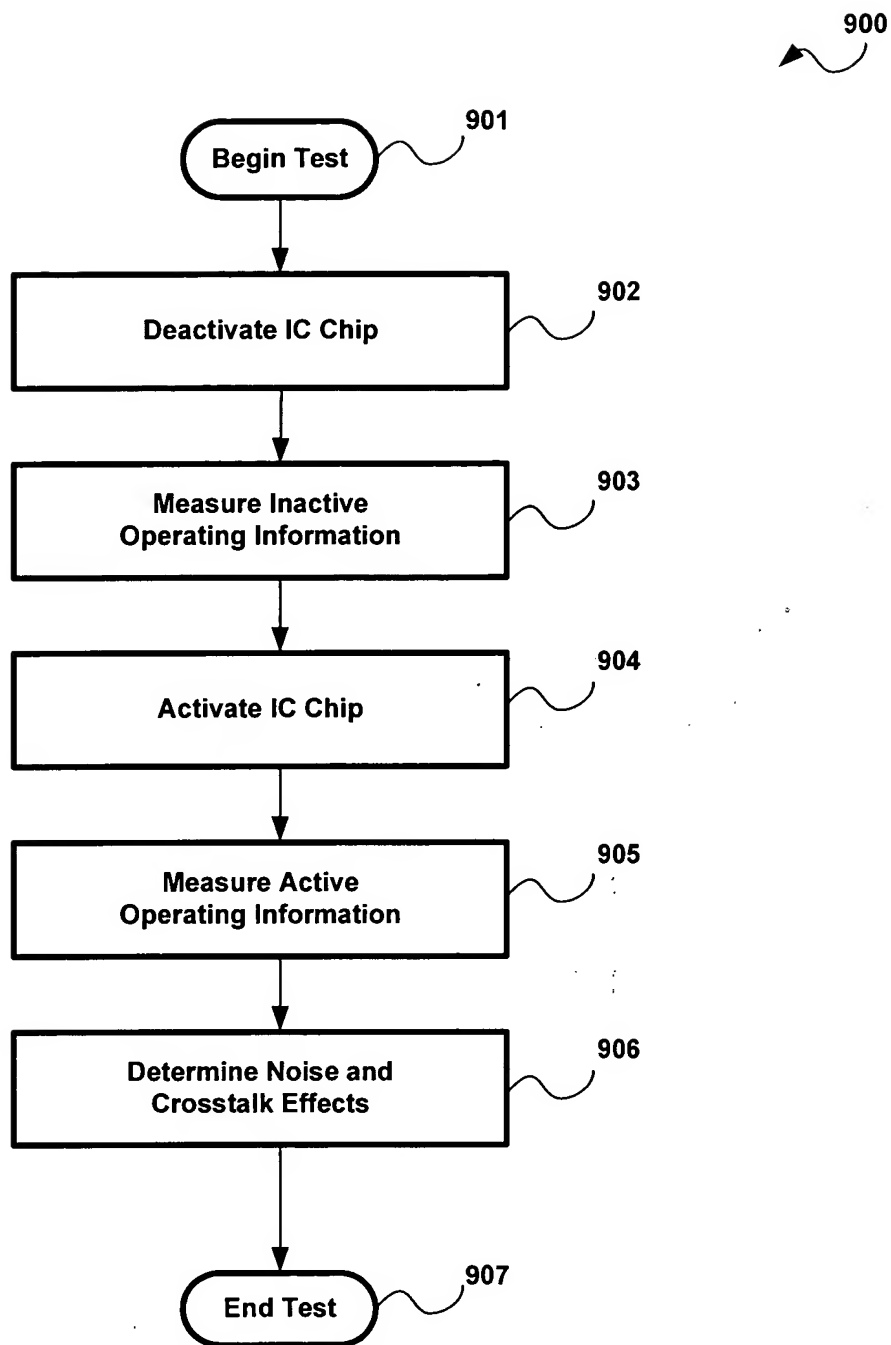 900
Begin Test
901
Deactivate IC Chip
902
Measure Inactive
Operating Information
903
Activate IC Chip
904
Measure Active
Operating Information
905
Determine Noise and
Crosstalk Effects
906
End Test
907